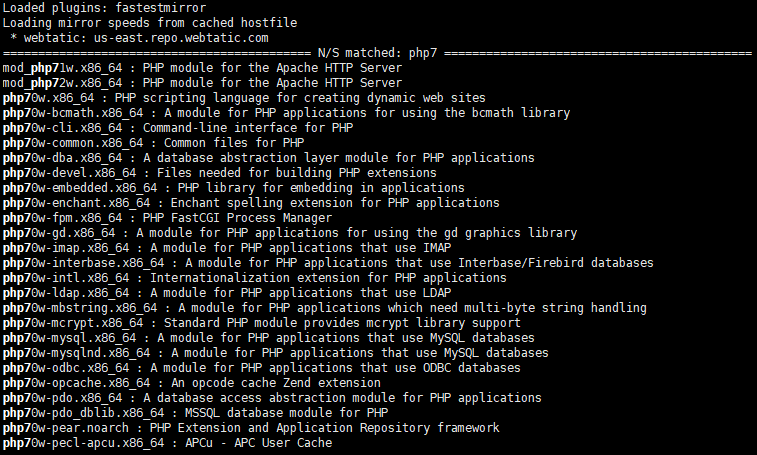 Loaded plugins: fastestmirror
Loading mirror speeds from cached hostfile
 * webtatic: us-east.repo.webtatic.com
============================================ N/S matched: php7 ============================================
mod_php71w.x86_64 : PHP module for the Apache HTTP Server
mod_php72w.x86_64 : PHP module for the Apache HTTP Server
php70w.x86_64 : PHP scripting language for creating dynamic web sites
php70w-bcmath.x86_64 : A module for PHP applications for using the bcmath library
php70w-cli.x86_64 : Command-line interface for PHP
php70w-common.x86_64 : Common files for PHP
php70w-dba.x86_64 : A database abstraction layer module for PHP applications
php70w-devel.x86_64 : Files needed for building PHP extensions
php70w-embedded.x86_64 : PHP library for embedding in applications
php70w-enchant.x86_64 : Enchant spelling extension for PHP applications
php70w-fpm.x86_64 : PHP FastCGI Process Manager
php70w-gd.x86_64 : A module for PHP applications for using the gd graphics library
php70w-imap.x86_64 : A module for PHP applications that use IMAP
php70w-interbase.x86_64 : A module for PHP applications that use Interbase/Firebird databases
php70w-intl.x86_64 : Internationalization extension for PHP applications
php70w-ldap.x86_64 : A module for PHP applications that use LDAP
php70w-mbstring.x86_64 : A module for PHP applications which need multi-byte string handling
php70w-mcrypt.x86_64 : Standard PHP module provides mcrypt library support
php70w-mysql.x86_64 : A module for PHP applications that use MySQL databases
php70w-mysqlnd.x86_64 : A module for PHP applications that use MySQL databases
php70w-odbc.x86_64 : A module for PHP applications that use ODBC databases
php70w-opcache.x86_64 : An opcode cache Zend extension
php70w-pdo.x86_64 : A database access abstraction module for PHP applications
php70w-pdo_dblib.x86_64 : MSSQL database module for PHP
php70w-pear.noarch : PHP Extension and Application Repository framework
php70w-pecl-apcu.x86_64 : APCu - APC User Cache